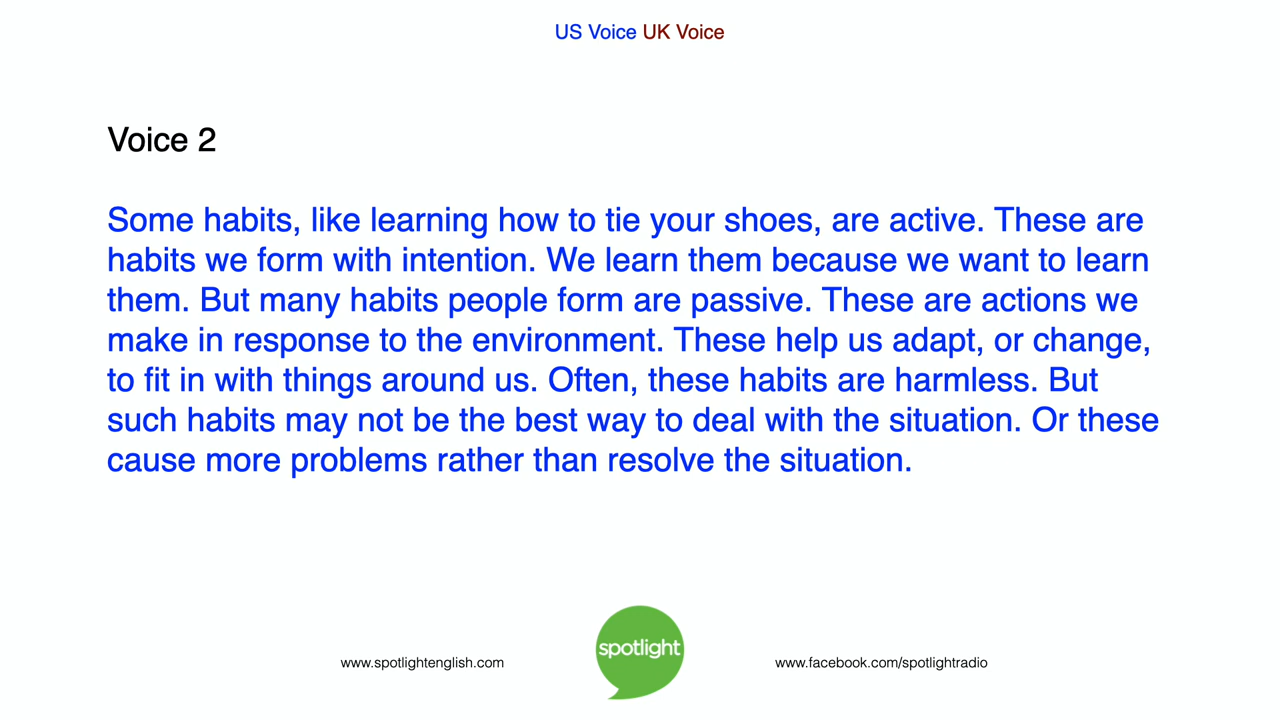 US Voice UK Voice
Voice 2
Some habits, like learning how to tie your shoes, are active. These are
habits we form with intention. We learn them because we want to learn
them. But many habits people form are passive. These are actions we
make in response to the environment. These help us adapt, or change,
to fit in with things around us. Often, these habits are harmless. But
such habits may not be the best way to deal with the situation. Or these
cause more problems rather than resolve the situation.
spotlight
www.spotlightenglish.com
www.facebook.com/spotlightradio